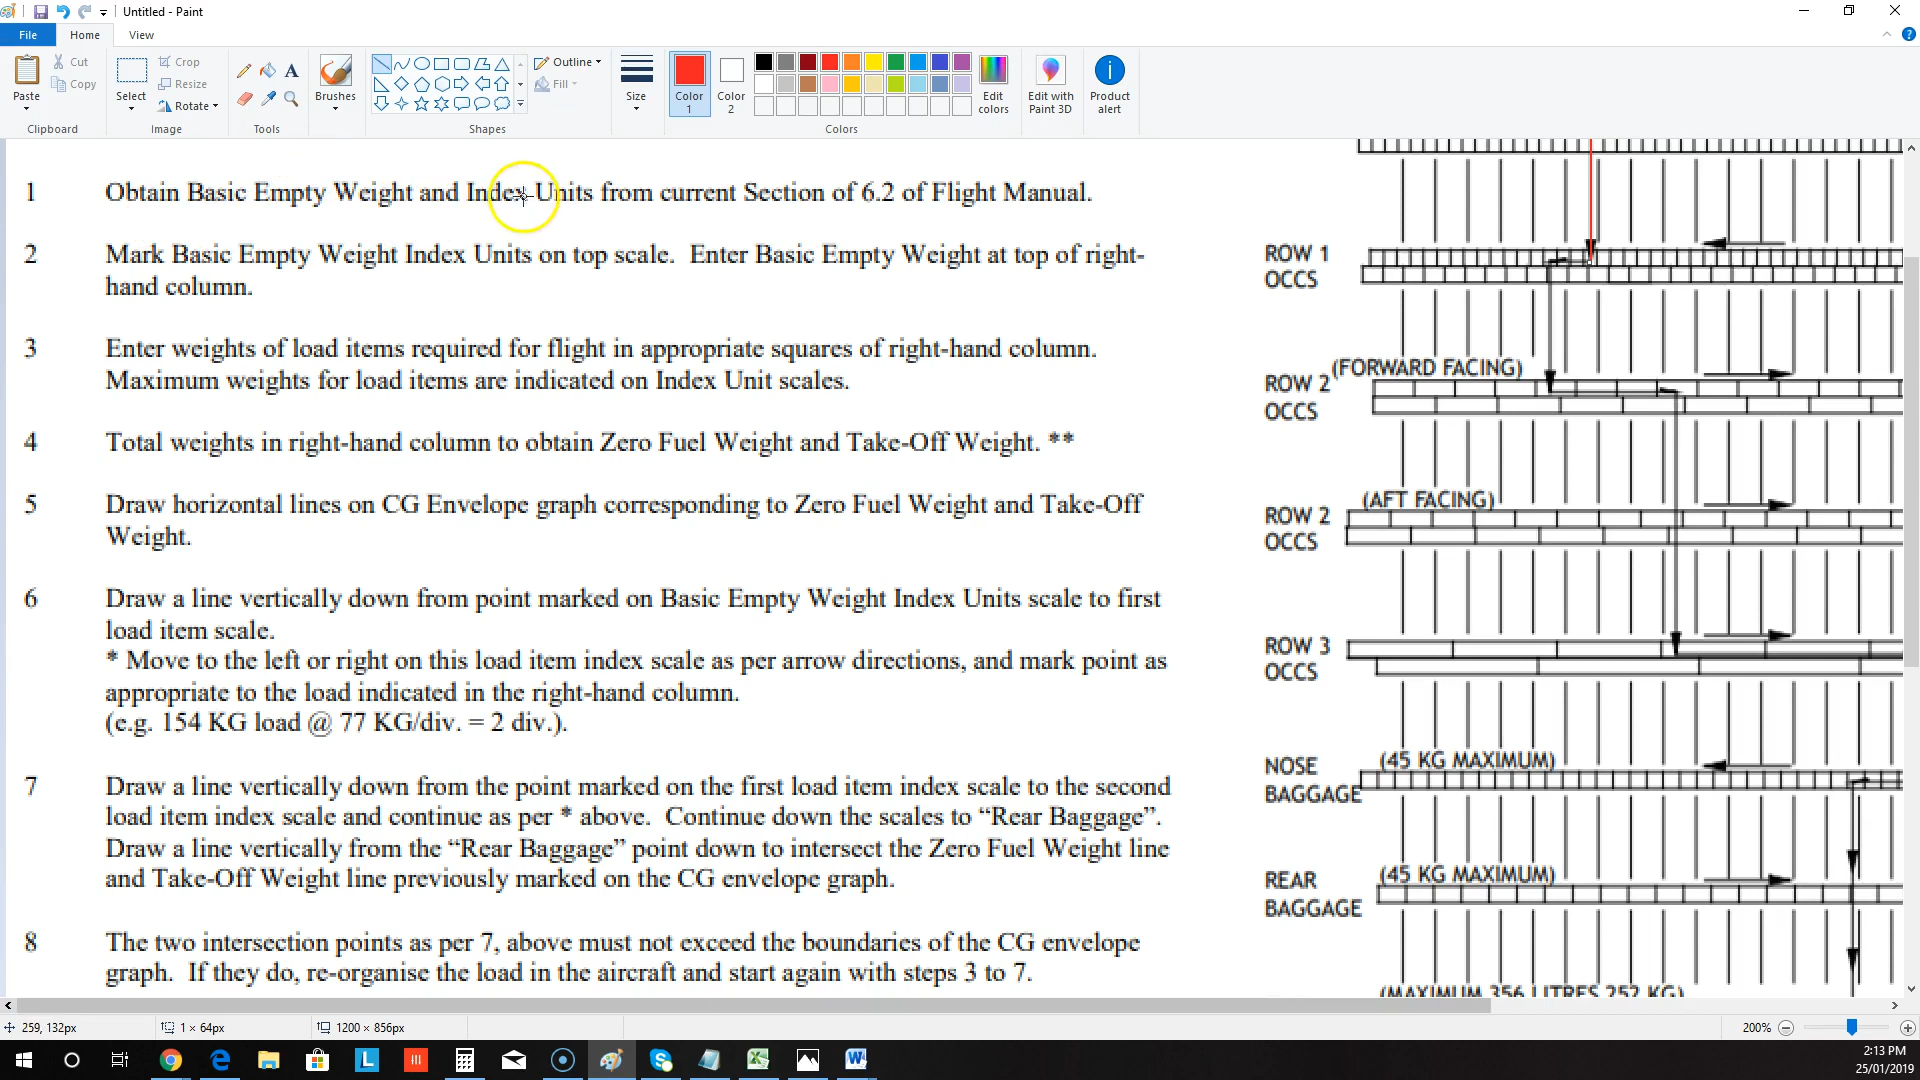 Untitled - Paint
File
Home
View
Paste
Cut
Copy
Clipboard
Select
Crop
Resize
Rotate
Image
Tools
Brushes
Shapes
Outline
Fill
Size
Color
1
Color
2
Edit
colors
Colors
Edit with
Paint 3D
Product
alert
1 Obtain Basic Empty Weight and Index Units from current Section of 6.2 of Flight Manual.
2 Mark Basic Empty Weight Index Units on top scale. Enter Basic Empty Weight at top of right-
hand column.
3 Enter weights of load items required for flight in appropriate squares of right-hand column.
Maximum weights for load items are indicated on Index Unit scales.
4 Total weights in right-hand column to obtain Zero Fuel Weight and Take-Off Weight. **
5 Draw horizontal lines on CG Envelope graph corresponding to Zero Fuel Weight and Take-Off
Weight.
6 Draw a line vertically down from point marked on Basic Empty Weight Index Units scale to first
load item scale.
* Move to the left or right on this load item index scale as per arrow directions, and mark point as
appropriate to the load indicated in the right-hand column.
(e.g. 154 KG load @ 77 KG/div. = 2 div.).
7 Draw a line vertically down from the point marked on the first load item index scale to the second
load item index scale and continue as per * above. Continue down the scales to “Rear Baggage”.
Draw a line vertically from the “Rear Baggage” point down to intersect the Zero Fuel Weight line
and Take-Off Weight line previously marked on the CG envelope graph.
8 The two intersection points as per 7, above must not exceed the boundaries of the CG envelope
graph. If they do, re-organise the load in the aircraft and start again with steps 3 to 7.
ROW 1
OCCS
(FORWARD FACING)
ROW 2
OCCS
(AFT FACING)
ROW 2
OCCS
ROW 3
OCCS
NOSE
BAGGAGE
(45 KG MAXIMUM)
REAR
BAGGAGE
(45 KG MAXIMUM)
(MAXIMUM 356 LITRES 252 KG)
259, 132px
1 × 64px
1200 × 856px
200%
2:13 PM
25/01/2019